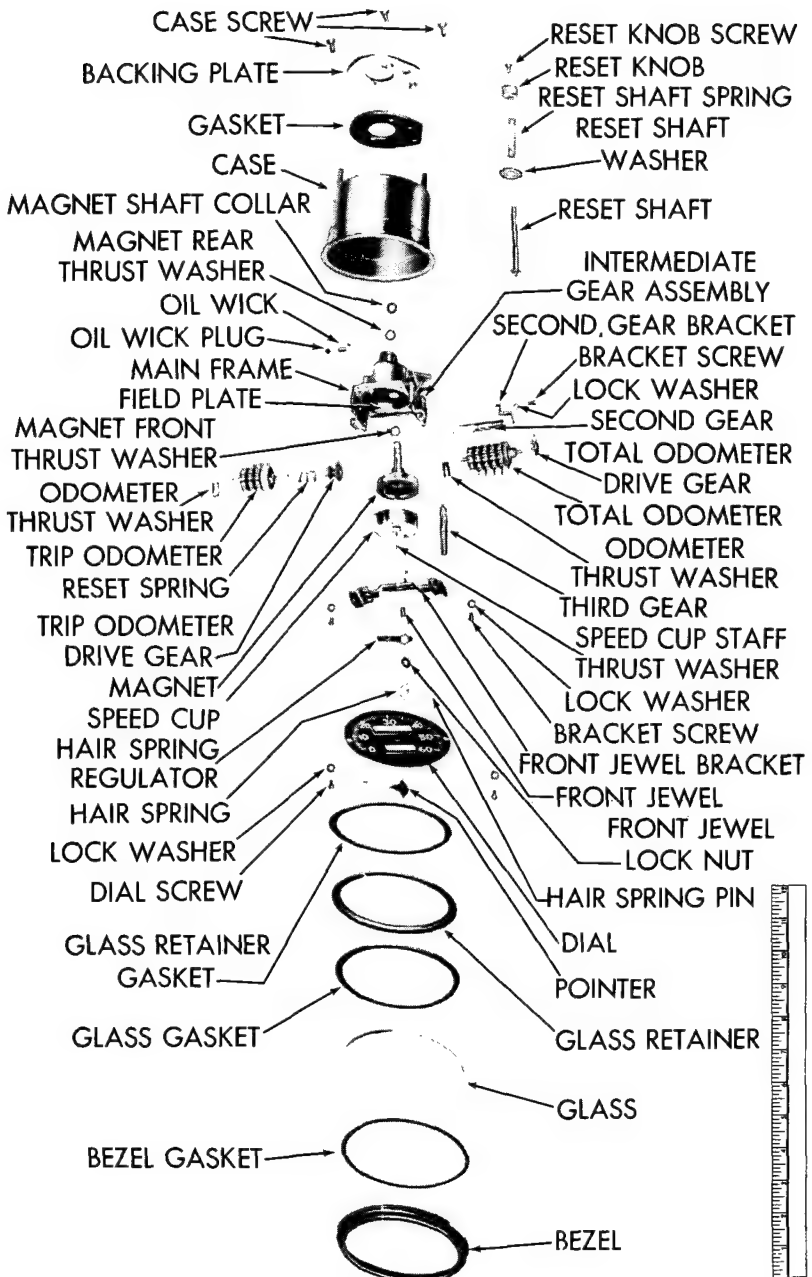 CASE SCREW
BACKING PLATE
GASKET
CASE
MAGNET SHAFT COLLAR
MAGNET REAR
THRUST WASHER
OIL WICK
OIL WICK PLUG
MAIN FRAME
FIELD PLATE
MAGNET FRONT
THRUST WASHER
ODOMETER
THRUST WASHER
TRIP ODOMETER
RESET SPRING
TRIP ODOMETER
DRIVE GEAR
MAGNET
SPEED CUP
HAIR SPRING
REGULATOR
HAIR SPRING
LOCK WASHER
DIAL SCREW
GLASS RETAINER
GASKET
GLASS GASKET
BEZEL GASKET
RESET KNOB SCREW
RESET KNOB
RESET SHAFT SPRING
RESET SHAFT
WASHER
RESET SHAFT
INTERMEDIATE
GEAR ASSEMBLY
SECOND GEAR BRACKET
BRACKET SCREW
LOCK WASHER
SECOND GEAR
TOTAL ODOMETER
DRIVE GEAR
TOTAL ODOMETER
ODOMETER
THRUST WASHER
THIRD GEAR
SPEED CUP STAFF
THRUST WASHER
LOCK WASHER
BRACKET SCREW
FRONT JEWEL BRACKET
FRONT JEWEL
FRONT JEWEL
LOCK NUT
HAIR SPRING PIN
DIAL
POINTER
GLASS RETAINER
GLASS
BEZEL